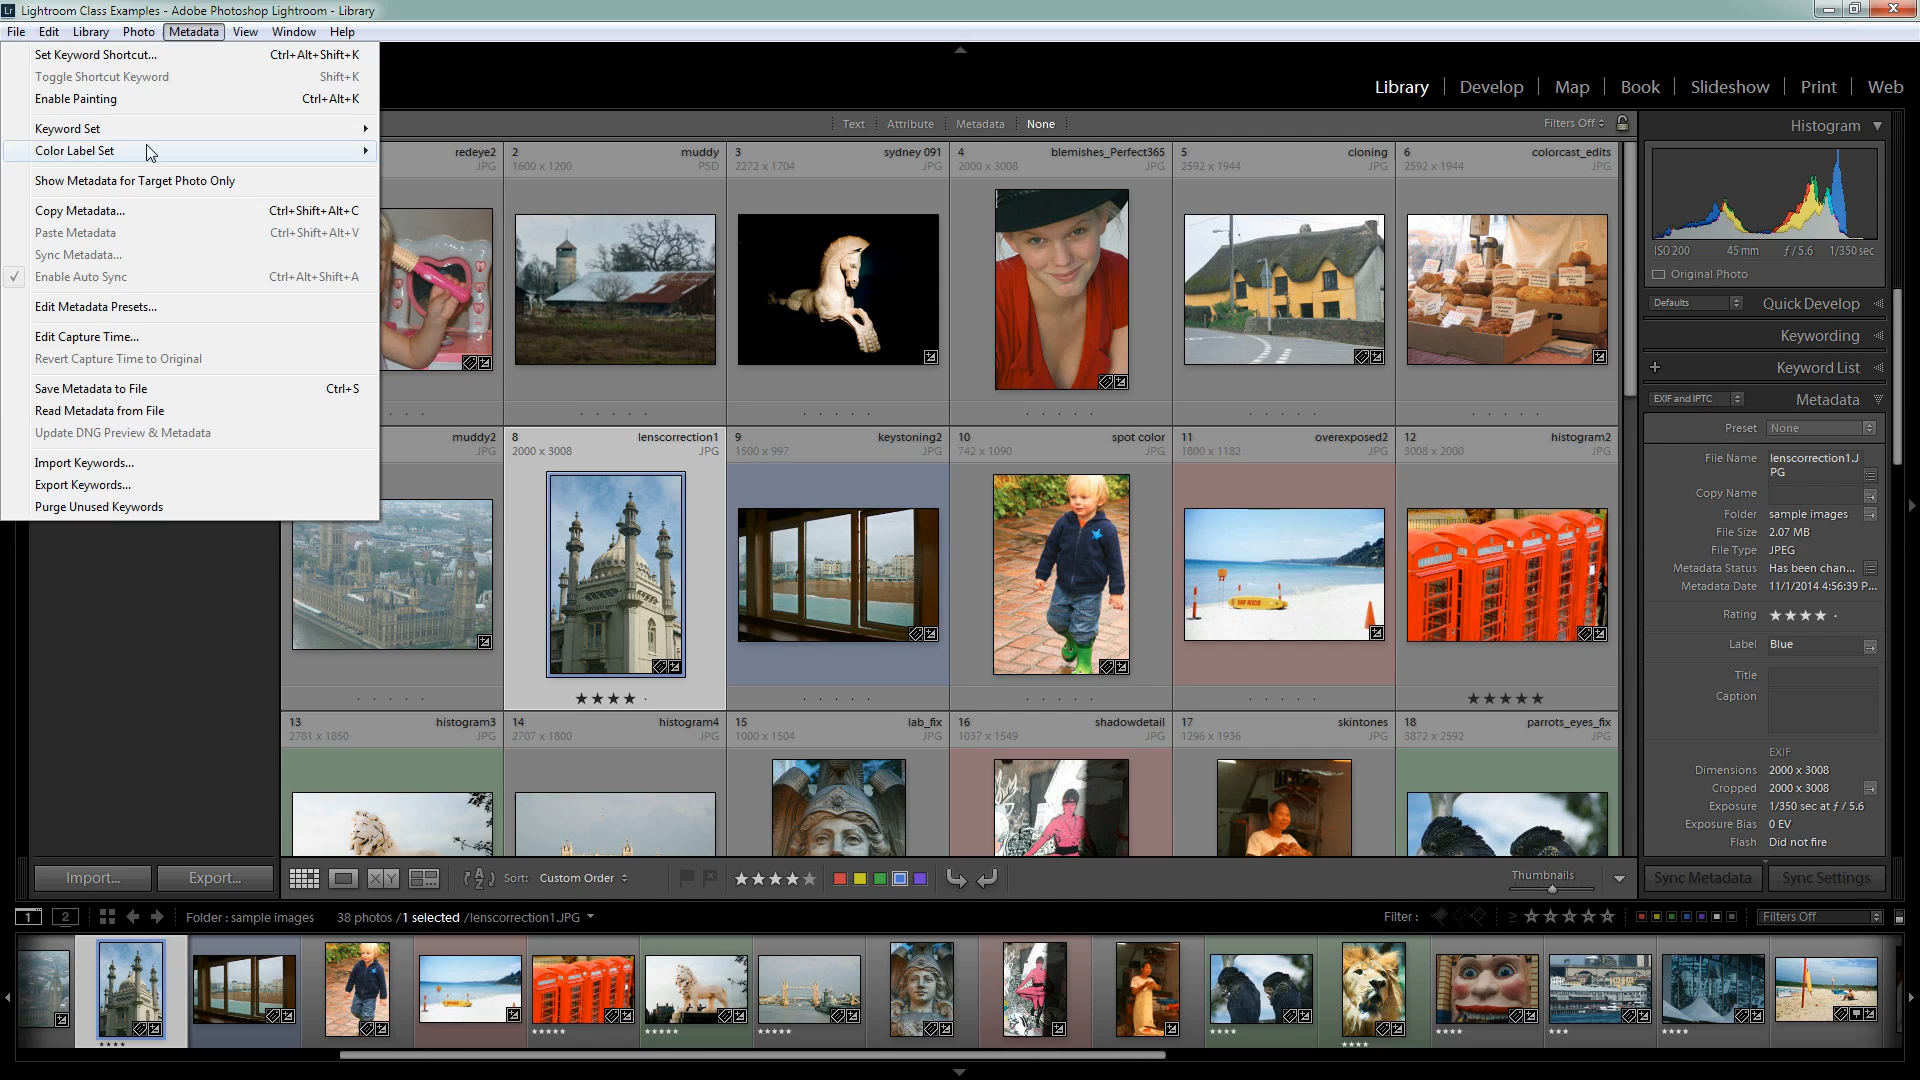 Lr Lightroom Class Examples - Adobe Photoshop Lightroom - Library
File Edit Library Photo Metadata View Window Help
Set Keyword Shortcut... Ctrl+Alt+Shift+K
Toggle Shortcut Keyword Shift+K
Enable Painting Ctrl+Alt+K
Keyword Set
Color Label Set
Show Metadata for Target Photo Only
Copy Metadata... Ctrl+Shift+Alt+C
Paste Metadata Ctrl+Shift+Alt+V
Sync Metadata...
Enable Auto Sync Ctrl+Alt+Shift+A
Edit Metadata Presets...
Edit Capture Time...
Revert Capture Time to Original
Save Metadata to File Ctrl+S
Read Metadata from File
Update DNG Preview & Metadata
Import Keywords...
Export Keywords...
Purge Unused Keywords
Library Develop Map Book Slideshow Print Web
Text Attribute Metadata None Filters Off
redeye2 2 muddy 3 sydney 091 4 blemishes_Perfect365 5 cloning 6 colorcast_edits
JPG 1600 x 1200 PSD 2272 x 1704 JPG 2000 x 3008 JPG 2592 x 1944 JPG 2592 x 1944 JPG
muddy2 8 lenscorrection1 9 keystoning2 10 spot color 11 overexposed2 12 histogram2
JPG 2000 x 3008 JPG 1500 x 997 JPG 742 x 1090 JPG 1800 x 1182 JPG 3008 x 2000 JPG
13 histogram3 14 histogram4 15 lab_fix 16 shadowdetail 17 skintones 18 parrots_eyes_fix
2781 x 1850 JPG 2707 x 1800 JPG 1000 x 1504 JPG 1037 x 1549 JPG 1296 x 1936 JPG 3872 x 2592 JPG
Histogram
ISO 200 45 mm f / 5.6 1/350 sec
Original Photo
Defaults Quick Develop
Keywording
+ Keyword List
EXIF and IPTC Metadata
Preset None
File Name lenscorrection1.J
PG
Copy Name
Folder sample images
File Size 2.07 MB
File Type JPEG
Metadata Status Has been chan...
Metadata Date 11/1/2014 4:56:39 P...
Rating ★★★★ ·
Label Blue
Title
Caption
EXIF
Dimensions 2000 x 3008
Cropped 2000 x 3008
Exposure 1/350 sec at f / 5.6
Exposure Bias 0 EV
Flash Did not fire
Import... Export... Sort: Custom Order Thumbnails Sync Metadata Sync Settings
1 2 Folder : sample images 38 photos / 1 selected / lenscorrection1.JPG Filter : Filters Off